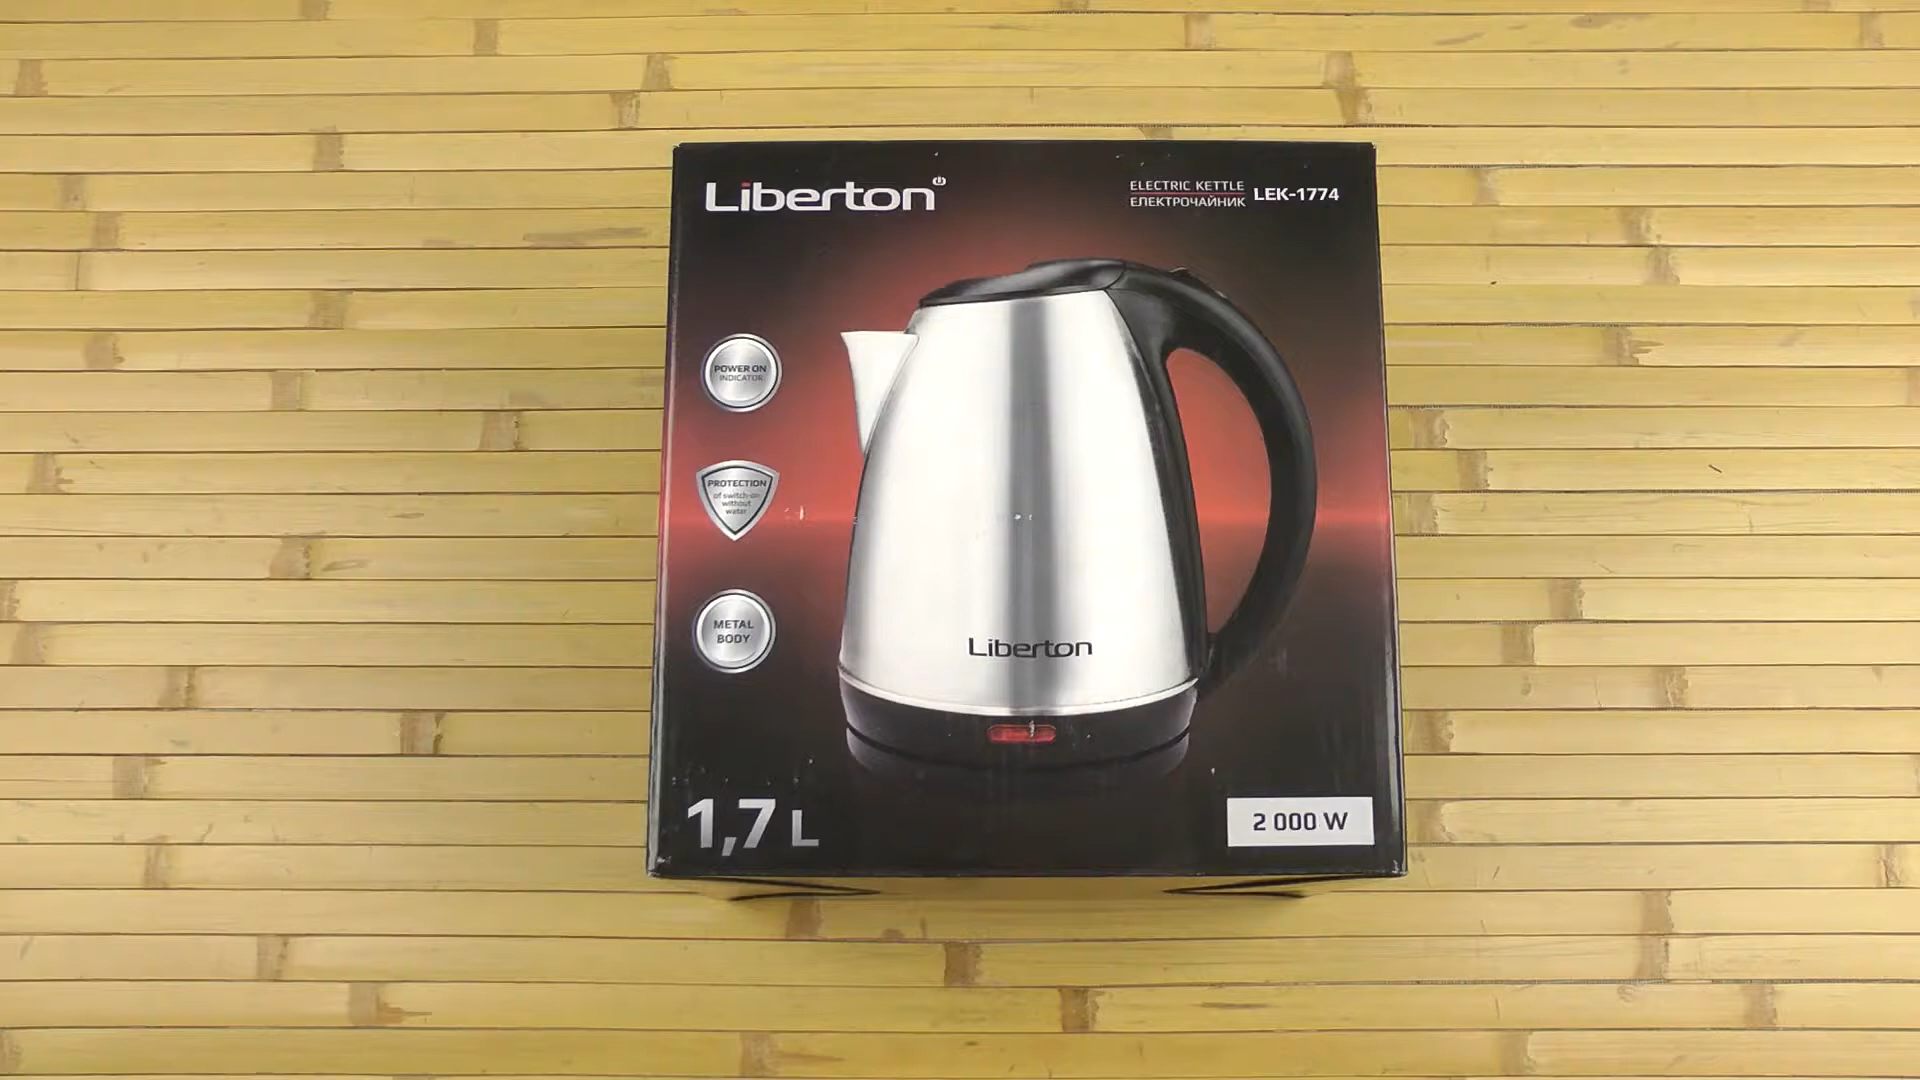 Liberton
ELECTRIC KETTLE
ЕЛЕКТРОЧАЙНИК
LEK-1774
POWER ON
INDICATOR
PROTECTION
of switch-on
without
water
METAL
BODY
Liberton
1,7 L
2 000 W